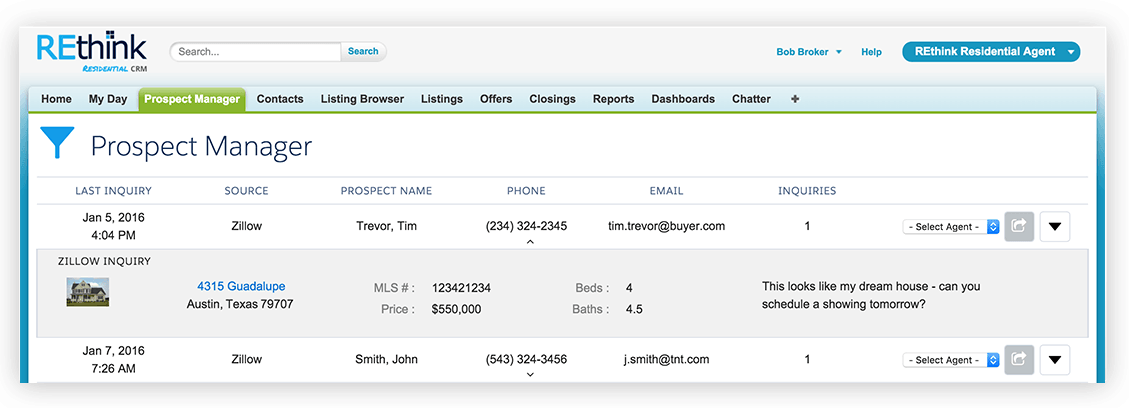 REthink
RESIDENTIAL CRM
Search...
Search
Bob Broker
Help
REthink Residential Agent
Home
My Day
Prospect Manager
Contacts
Listing Browser
Listings
Offers
Closings
Reports
Dashboards
Chatter
Prospect Manager
LAST INQUIRY SOURCE PROSPECT NAME PHONE EMAIL INQUIRIES
Jan 5, 2016
4:04 PM
Zillow
Trevor, Tim
(234) 324-2345
tim.trevor@buyer.com
1
- Select Agent -
ZILLOW INQUIRY
4315 Guadalupe
Austin, Texas 79707
MLS # : 123421234
Price : $550,000
Beds : 4
Baths : 4.5
This looks like my dream house - can you
schedule a showing tomorrow?
Jan 7, 2016
7:26 AM
Zillow
Smith, John
(543) 324-3456
j.smith@tnt.com
1
- Select Agent -